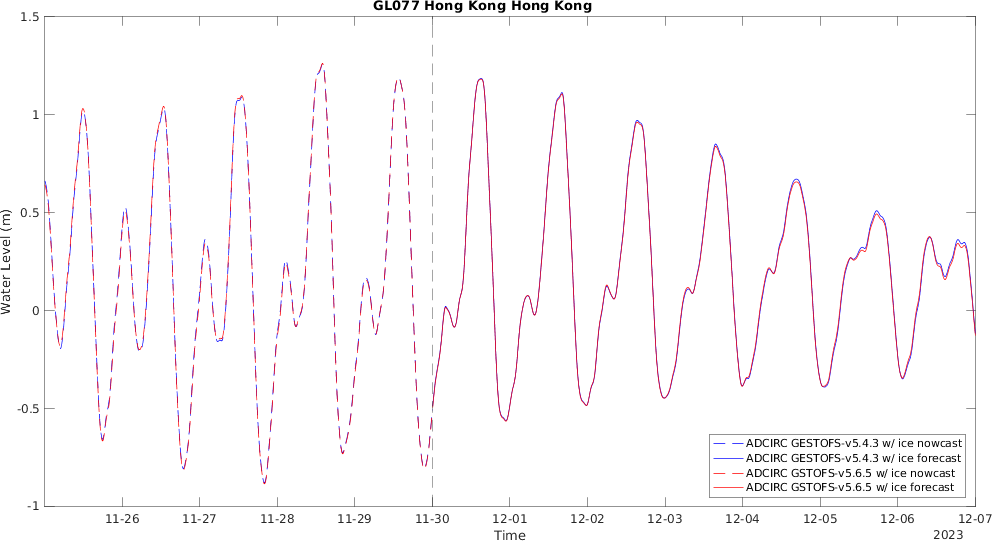 GL077 Hong Kong Hong Kong
1.5
1
0.5
0
-0.5
-1
Water Level (m)
ADCIRC GESTOFS-v5.4.3 w/ ice nowcast
ADCIRC GESTOFS-v5.4.3 w/ ice forecast
ADCIRC GSTOFS-v5.6.5 w/ ice nowcast
ADCIRC GSTOFS-v5.6.5 w/ ice forecast
11-26 11-27 11-28 11-29 11-30 12-01 12-02 12-03 12-04 12-05 12-06 12-07
Time
2023